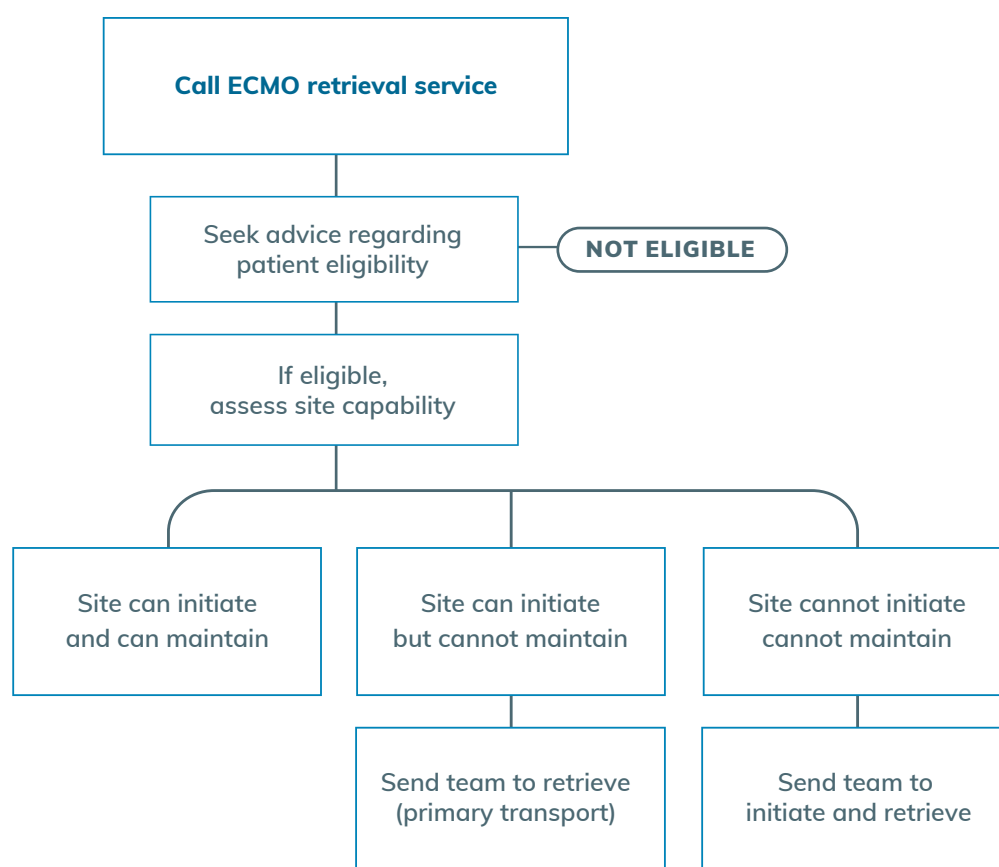 Call ECMO retrieval service
Seek advice regarding
patient eligibility
NOT ELIGIBLE
If eligible,
assess site capability
Site can initiate
and can maintain
Site can initiate
but cannot maintain
Site cannot initiate
cannot maintain
Send team to retrieve
(primary transport)
Send team to
initiate and retrieve